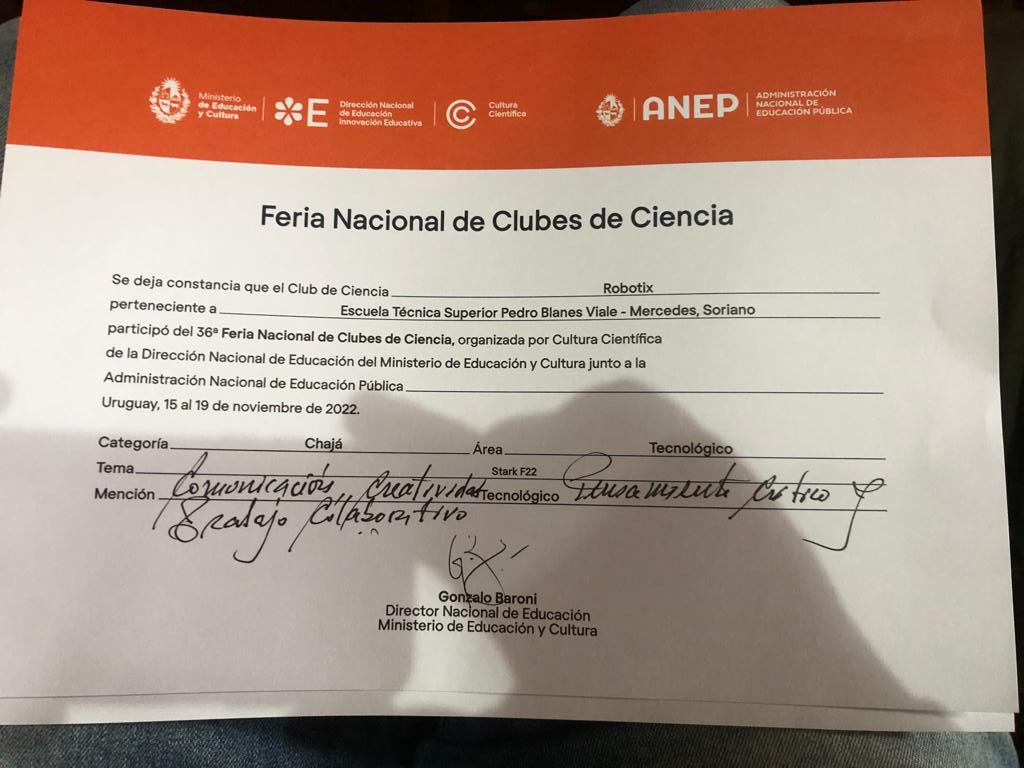 Ministerio
de Educación
y Cultura
E
Dirección Nacional
de Educación
Innovación Educativa
Cultura
Científica
ANEP
ADMINISTRACIÓN
NACIONAL DE
EDUCACIÓN PÚBLICA
Feria Nacional de Clubes de Ciencia
Se deja constancia que el Club de Ciencia Robotix
perteneciente a Escuela Técnica Superior Pedro Blanes Viale - Mercedes, Soriano
participó del 36ª Feria Nacional de Clubes de Ciencia, organizada por Cultura Científica
de la Dirección Nacional de Educación del Ministerio de Educación y Cultura junto a la
Administración Nacional de Educación Pública
Uruguay, 15 al 19 de noviembre de 2022.
Categoría Chajá Área Tecnológico
Tema Stark F22
Mención Comunicación, Creatividad Tecnológico Pensamiento Crítico y
Trabajo Colaborativo
Gonzalo Baroni
Director Nacional de Educación
Ministerio de Educación y Cultura